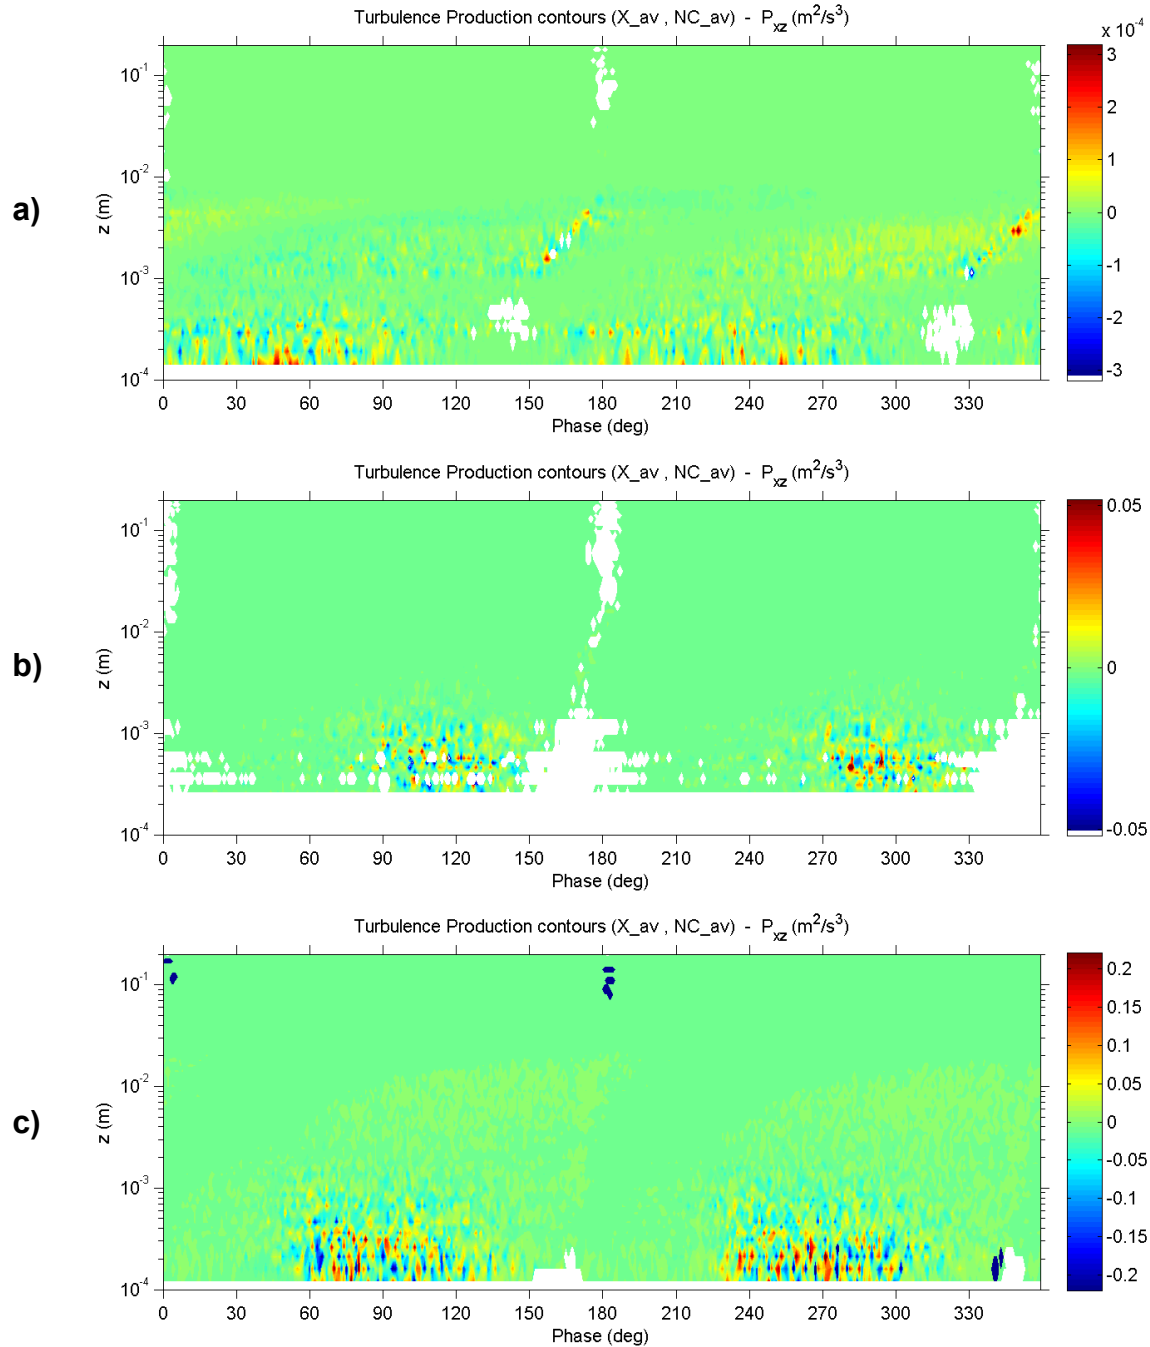 Turbulence Production contours (X_av , NC_av) - P_xz (m^2/s^3)
x 10^-4
a)
z (m)
10^-1
10^-2
10^-3
10^-4
0 30 60 90 120 150 180 210 240 270 300 330
Phase (deg)
3
2
1
0
-1
-2
-3
Turbulence Production contours (X_av , NC_av) - P_xz (m^2/s^3)
b)
z (m)
10^-1
10^-2
10^-3
10^-4
0 30 60 90 120 150 180 210 240 270 300 330
Phase (deg)
0.05
0
-0.05
Turbulence Production contours (X_av , NC_av) - P_xz (m^2/s^3)
c)
z (m)
10^-1
10^-2
10^-3
10^-4
0 30 60 90 120 150 180 210 240 270 300 330
Phase (deg)
0.2
0.15
0.1
0.05
0
-0.05
-0.1
-0.15
-0.2